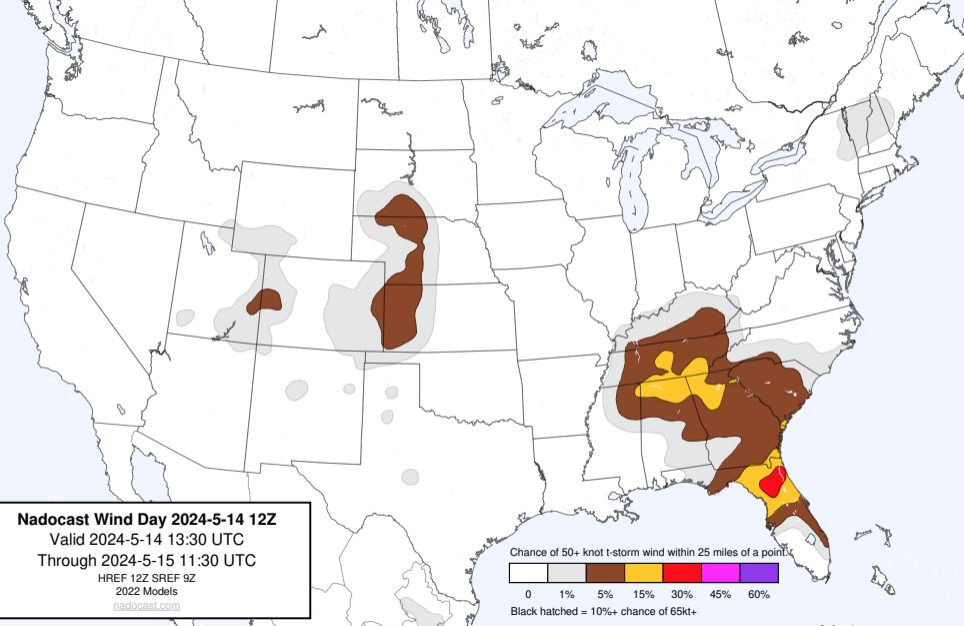 Nadocast Wind Day 2024-5-14 12Z
Valid 2024-5-14 13:30 UTC
Through 2024-5-15 11:30 UTC
HREF 12Z SREF 9Z
2022 Models
nadocast.com
Chance of 50+ knot t-storm wind within 25 miles of a point.
0 1% 5% 15% 30% 45% 60%
Black hatched = 10%+ chance of 65kt+